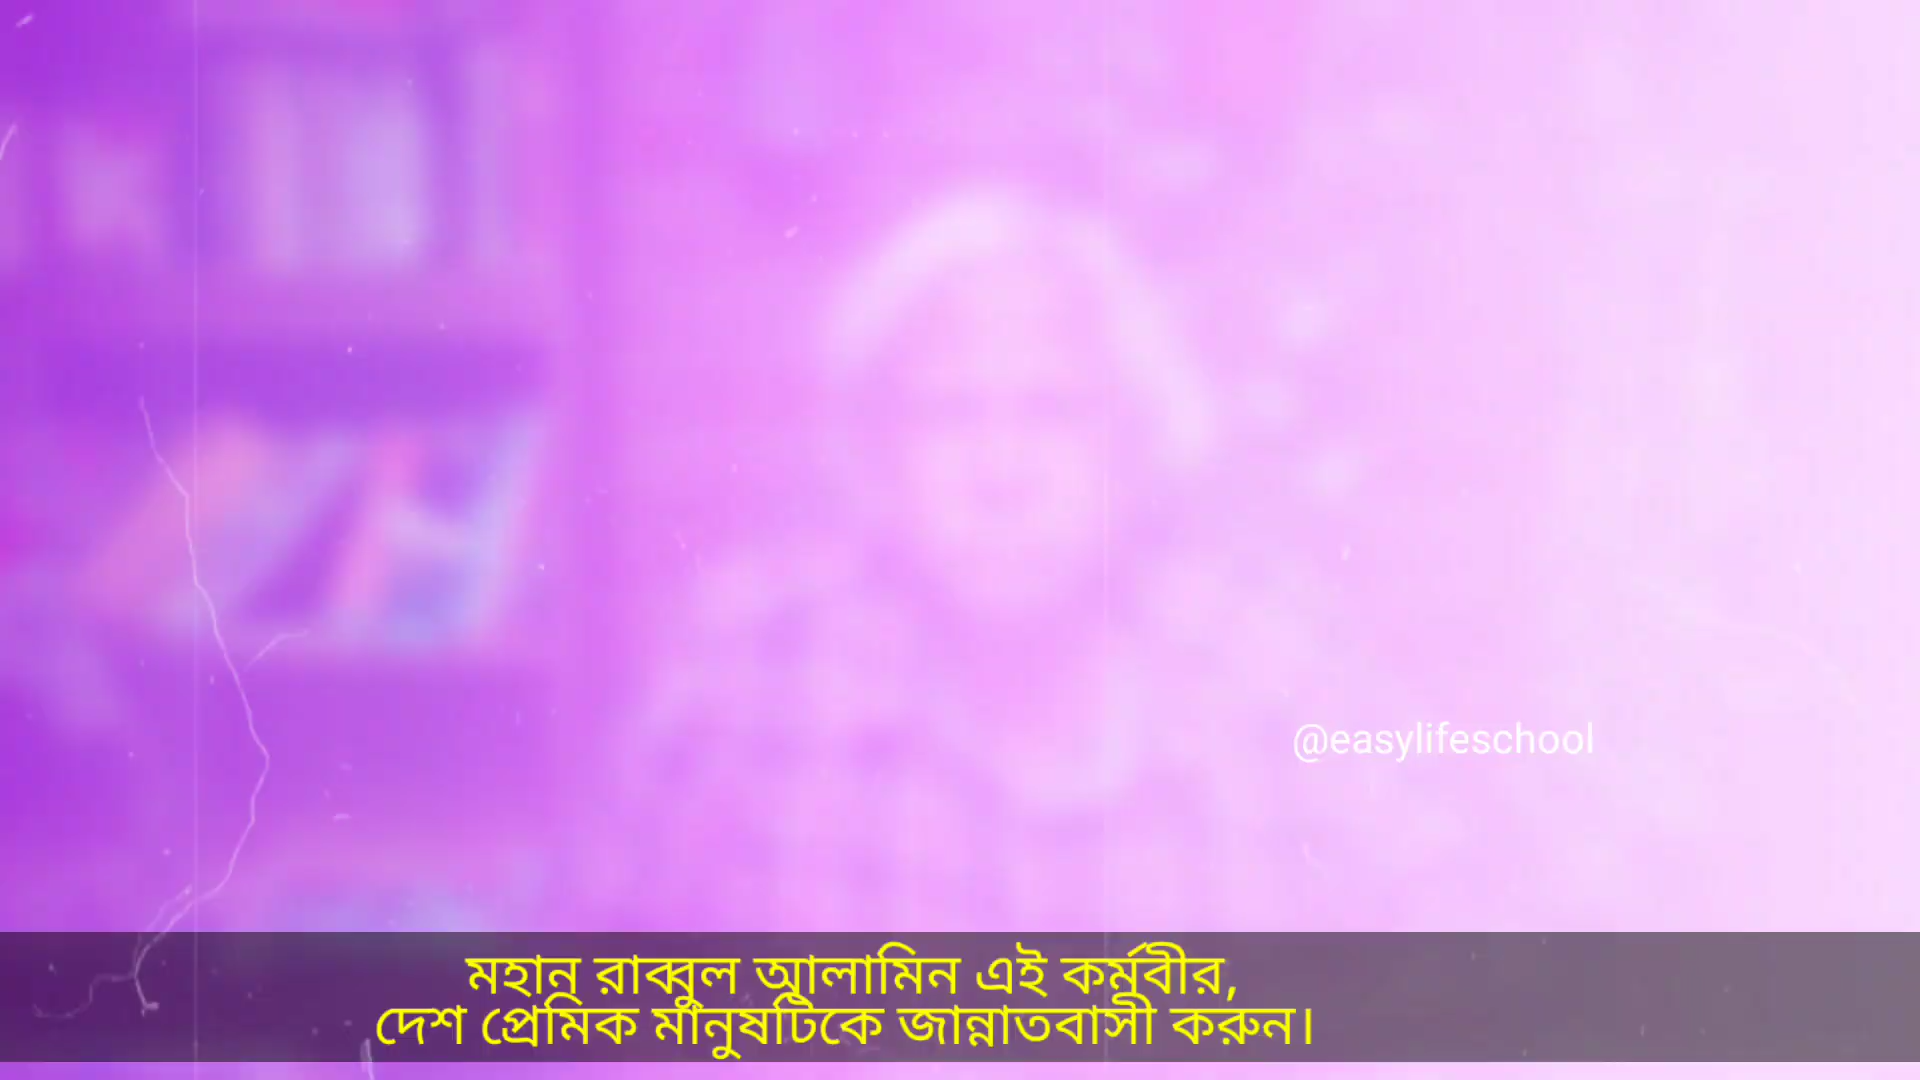 @easylifeschool
মহান রাব্বুল আলামিন এই কর্মবীর,
দেশ প্রেমিক মানুষটিকে জান্নাতবাসী করুন।